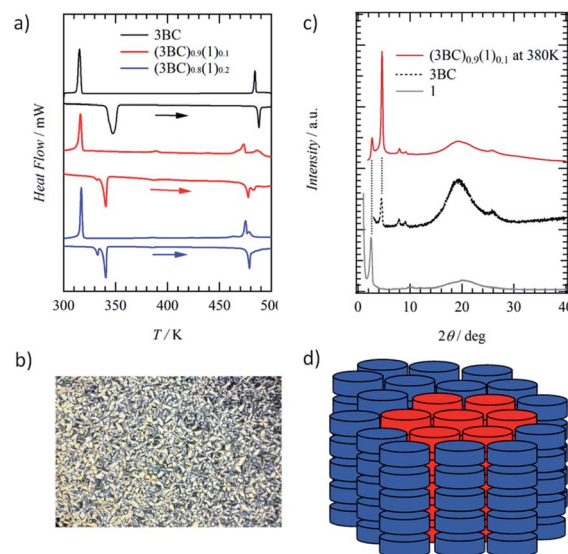 a)
3BC
(3BC)₀.₉(1)₀.₁
(3BC)₀.₈(1)₀.₂
Heat Flow / mW
300 350 400 450 500
T / K
c)
(3BC)₀.₉(1)₀.₁ at 380K
3BC
1
Intensity / a.u.
0 10 20 30 40
2θ / deg
b)
d)